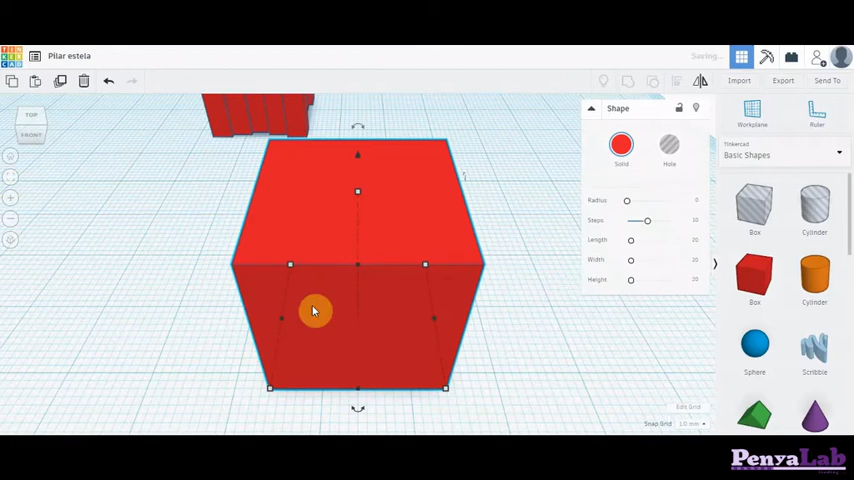 TIN
KER
CAD
Pilar estela
Saving...
Import
Export
Send To
TOP
FRONT
Shape
Solid
Hole
Radius 0
Steps 10
Length 20
Width 20
Height 20
Workplane
Ruler
Tinkercad
Basic Shapes
Box
Cylinder
Box
Cylinder
Sphere
Scribble
Edit Grid
Snap Grid 1.0 mm
PenyaLab